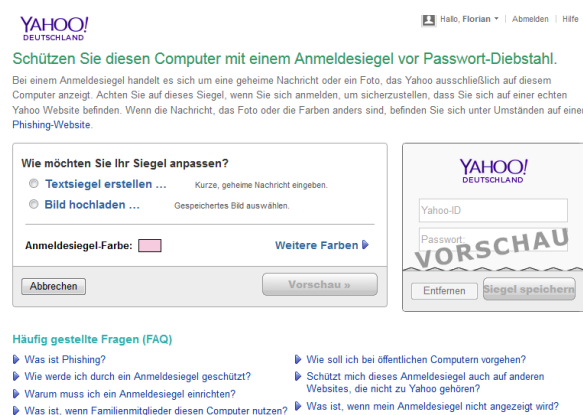 YAHOO!
DEUTSCHLAND
Hallo, Florian | Abmelden | Hilfe
Schützen Sie diesen Computer mit einem Anmeldesiegel vor Passwort-Diebstahl.
Bei einem Anmeldesiegel handelt es sich um eine geheime Nachricht oder ein Foto, das Yahoo ausschließlich auf diesem
Computer anzeigt. Achten Sie auf dieses Siegel, wenn Sie sich anmelden, um sicherzustellen, dass Sie sich auf einer echten
Yahoo Website befinden. Wenn die Nachricht, das Foto oder die Farben anders sind, befinden Sie sich unter Umständen auf einer
Phishing-Website.
Wie möchten Sie Ihr Siegel anpassen?
Textsiegel erstellen ... Kurze, geheime Nachricht eingeben.
Bild hochladen ... Gespeichertes Bild auswählen.
Anmeldesiegel-Farbe: Weitere Farben
Abbrechen Vorschau »
YAHOO!
DEUTSCHLAND
Yahoo-ID
Passwort
VORSCHAU
Entfernen Siegel speichern
Häufig gestellte Fragen (FAQ)
Was ist Phishing?
Wie werde ich durch ein Anmeldesiegel geschützt?
Warum muss ich ein Anmeldesiegel einrichten?
Was ist, wenn Familienmitglieder diesen Computer nutzen?
Wie soll ich bei öffentlichen Computern vorgehen?
Schützt mich dieses Anmeldesiegel auch auf anderen
Websites, die nicht zu Yahoo gehören?
Was ist, wenn mein Anmeldesiegel nicht angezeigt wird?